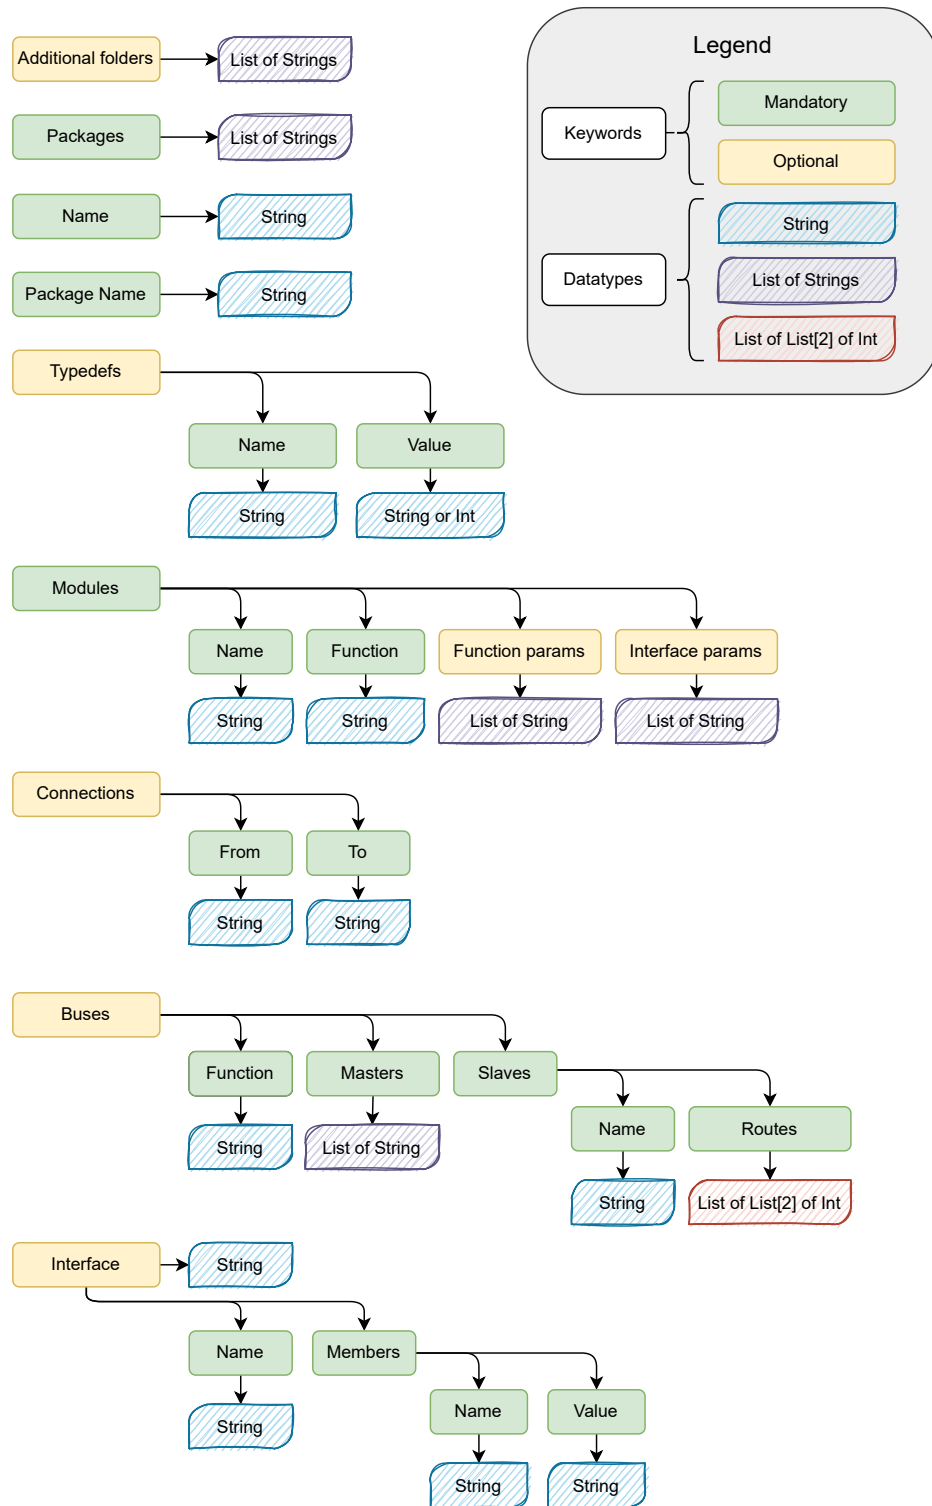 Additional folders
List of Strings
Packages
List of Strings
Name
String
Package Name
String
Legend
Keywords
Mandatory
Optional
Datatypes
String
List of Strings
List of List[2] of Int
Typedefs
Name
Value
String
String or Int
Modules
Name
Function
Function params
Interface params
String
String
List of String
List of String
Connections
From
To
String
String
Buses
Function
Masters
Slaves
String
List of String
Name
Routes
String
List of List[2] of Int
Interface
String
Name
Members
String
Name
Value
String
String